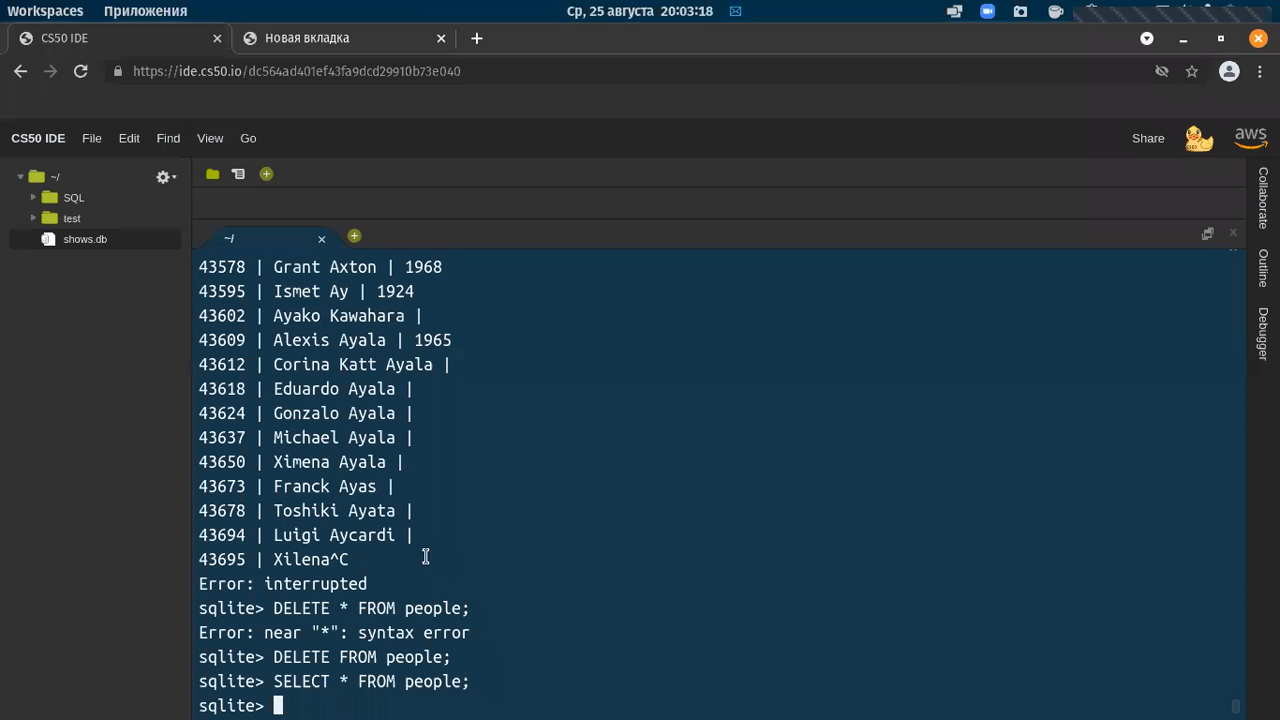 Workspaces Приложения Ср, 25 августа 20:03:18
CS50 IDE Новая вкладка
https://ide.cs50.io/dc564ad401ef43fa9dcd29910b73e040
CS50 IDE File Edit Find View Go Share aws
~/
SQL
test
shows.db
~/
Collaborate
Outline
Debugger
43578 | Grant Axton | 1968
43595 | Ismet Ay | 1924
43602 | Ayako Kawahara |
43609 | Alexis Ayala | 1965
43612 | Corina Katt Ayala |
43618 | Eduardo Ayala |
43624 | Gonzalo Ayala |
43637 | Michael Ayala |
43650 | Ximena Ayala |
43673 | Franck Ayas |
43678 | Toshiki Ayata |
43694 | Luigi Aycardi |
43695 | Xilena^C
Error: interrupted
sqlite> DELETE * FROM people;
Error: near "*": syntax error
sqlite> DELETE FROM people;
sqlite> SELECT * FROM people;
sqlite>